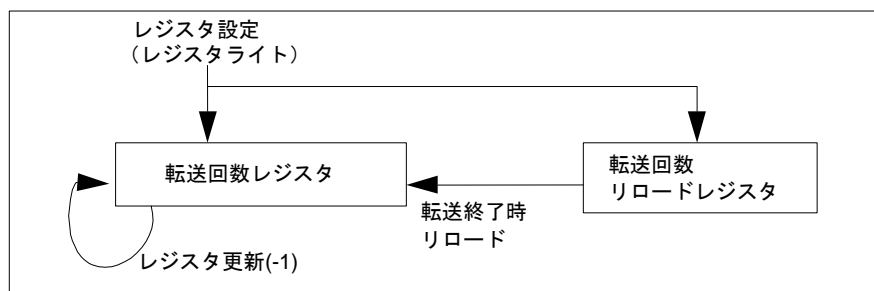 レジスタ設定
（レジスタライト）
転送回数レジスタ
転送回数
リロードレジスタ
転送終了時
リロード
レジスタ更新(-1)